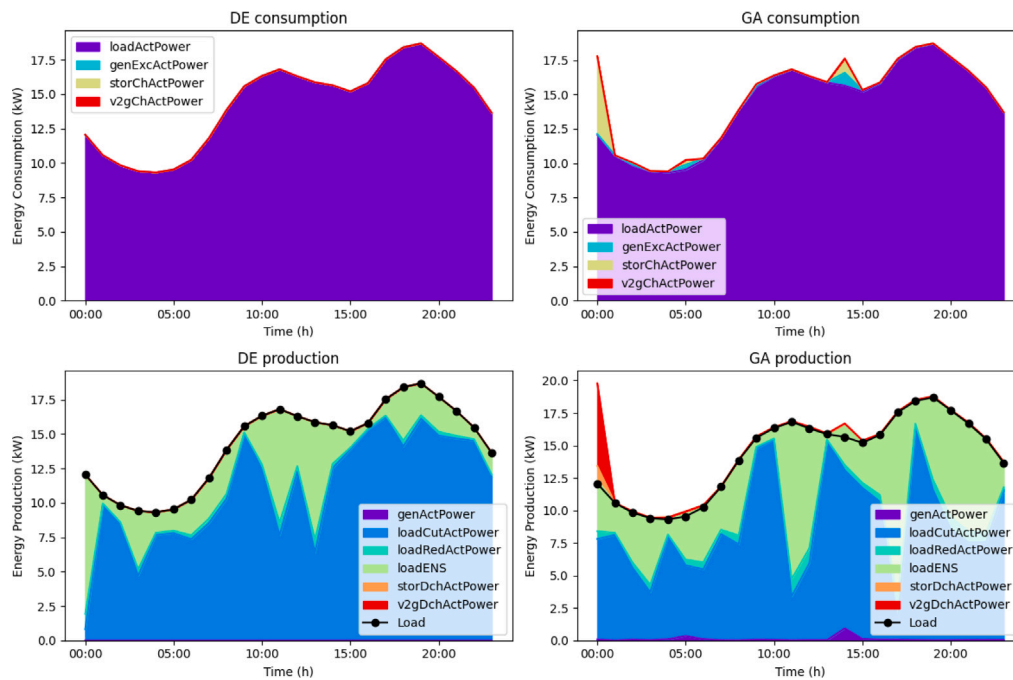 DE consumption
Energy Consumption (kW)
17.5
15.0
12.5
10.0
7.5
5.0
2.5
0.0
loadActPower
genExcActPower
storChActPower
v2gChActPower
00:00 05:00 10:00 15:00 20:00
Time (h)
GA consumption
Energy Consumption (kW)
17.5
15.0
12.5
10.0
7.5
5.0
2.5
0.0
loadActPower
genExcActPower
storChActPower
v2gChActPower
00:00 05:00 10:00 15:00 20:00
Time (h)
DE production
Energy Production (kW)
17.5
15.0
12.5
10.0
7.5
5.0
2.5
0.0
genActPower
loadCutActPower
loadRedActPower
loadENS
storDchActPower
v2gDchActPower
Load
00:00 05:00 10:00 15:00 20:00
Time (h)
GA production
Energy Production (kW)
20.0
17.5
15.0
12.5
10.0
7.5
5.0
2.5
0.0
genActPower
loadCutActPower
loadRedActPower
loadENS
storDchActPower
v2gDchActPower
Load
00:00 05:00 10:00 15:00 20:00
Time (h)